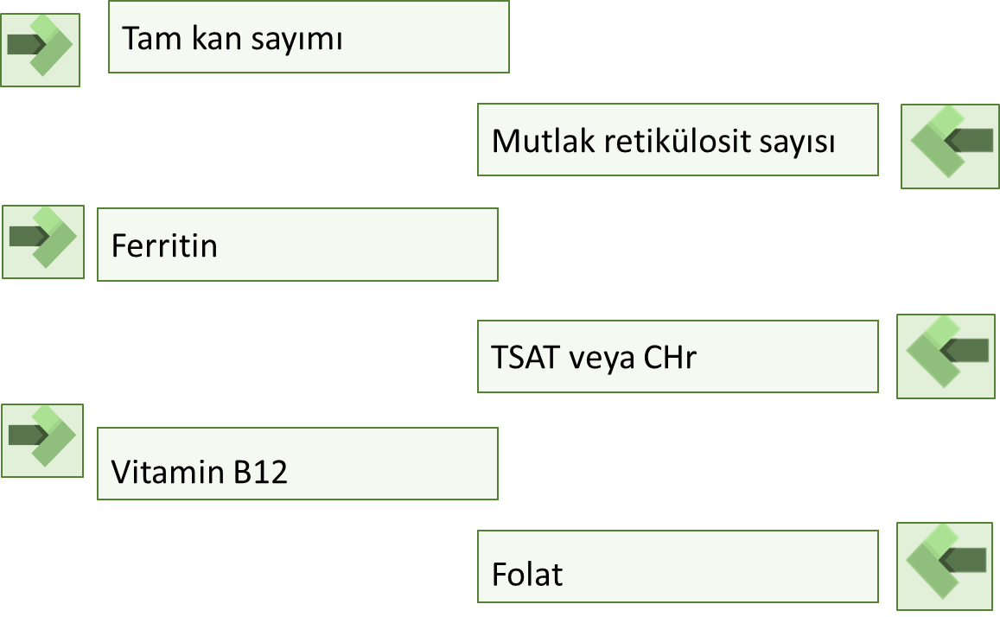 Tam kan sayımı
Mutlak retikülosit sayısı
Ferritin
TSAT veya CHr
Vitamin B12
Folat